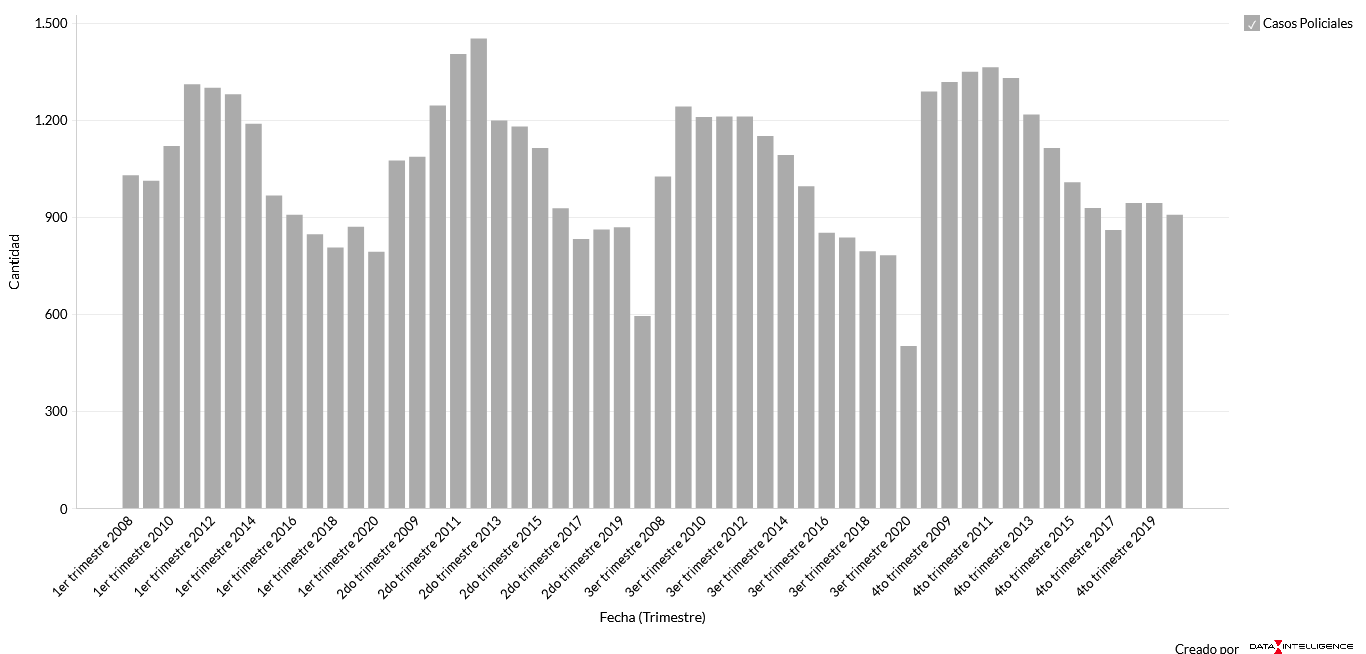 1.500
1.200
900
600
300
0
Cantidad
Casos Policiales
1er trimestre 2008
1er trimestre 2010
1er trimestre 2012
1er trimestre 2014
1er trimestre 2016
1er trimestre 2018
1er trimestre 2020
2do trimestre 2009
2do trimestre 2011
2do trimestre 2013
2do trimestre 2015
2do trimestre 2017
2do trimestre 2019
3er trimestre 2008
3er trimestre 2010
3er trimestre 2012
3er trimestre 2014
3er trimestre 2016
3er trimestre 2018
3er trimestre 2020
4to trimestre 2009
4to trimestre 2011
4to trimestre 2013
4to trimestre 2015
4to trimestre 2017
4to trimestre 2019
Fecha (Trimestre)
Creado por DATA INTELLIGENCE